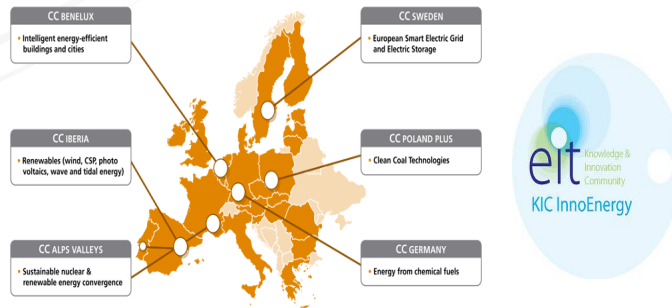 CC BENELUX
• Intelligent energy-efficient
buildings and cities
CC SWEDEN
• European Smart Electric Grid
and Electric Storage
CC IBERIA
• Renewables (wind, CSP, photo
voltaics, wave and tidal energy)
CC POLAND PLUS
• Clean Coal Technologies
CC ALPS VALLEYS
• Sustainable nuclear &
renewable energy convergence
CC GERMANY
• Energy from chemical fuels
eit
Knowledge &
Innovation
Community
KIC InnoEnergy